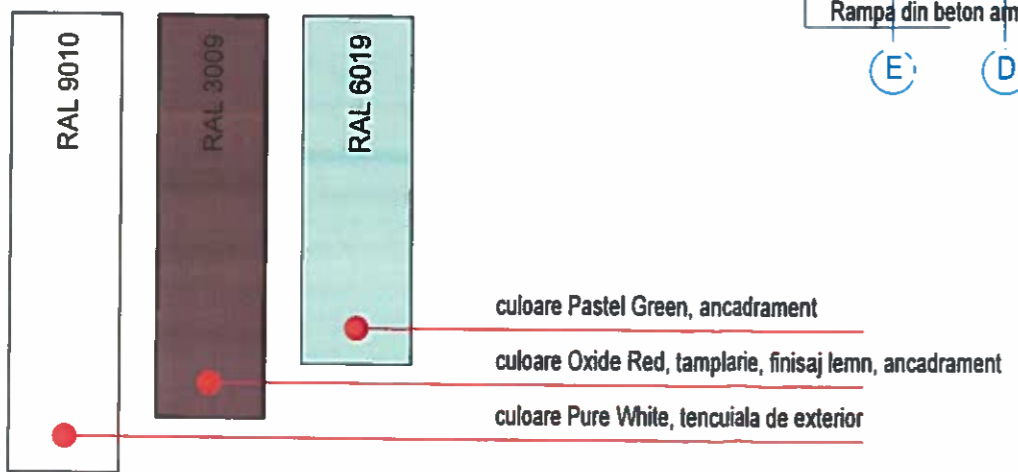 Rampa din beton
E
D
RAL 9010
RAL 3009
RAL 6019
culoare Pastel Green, ancadrament
culoare Oxide Red, tamplarie, finisaj lemn, ancadrament
culoare Pure White, tencuiala de exterior